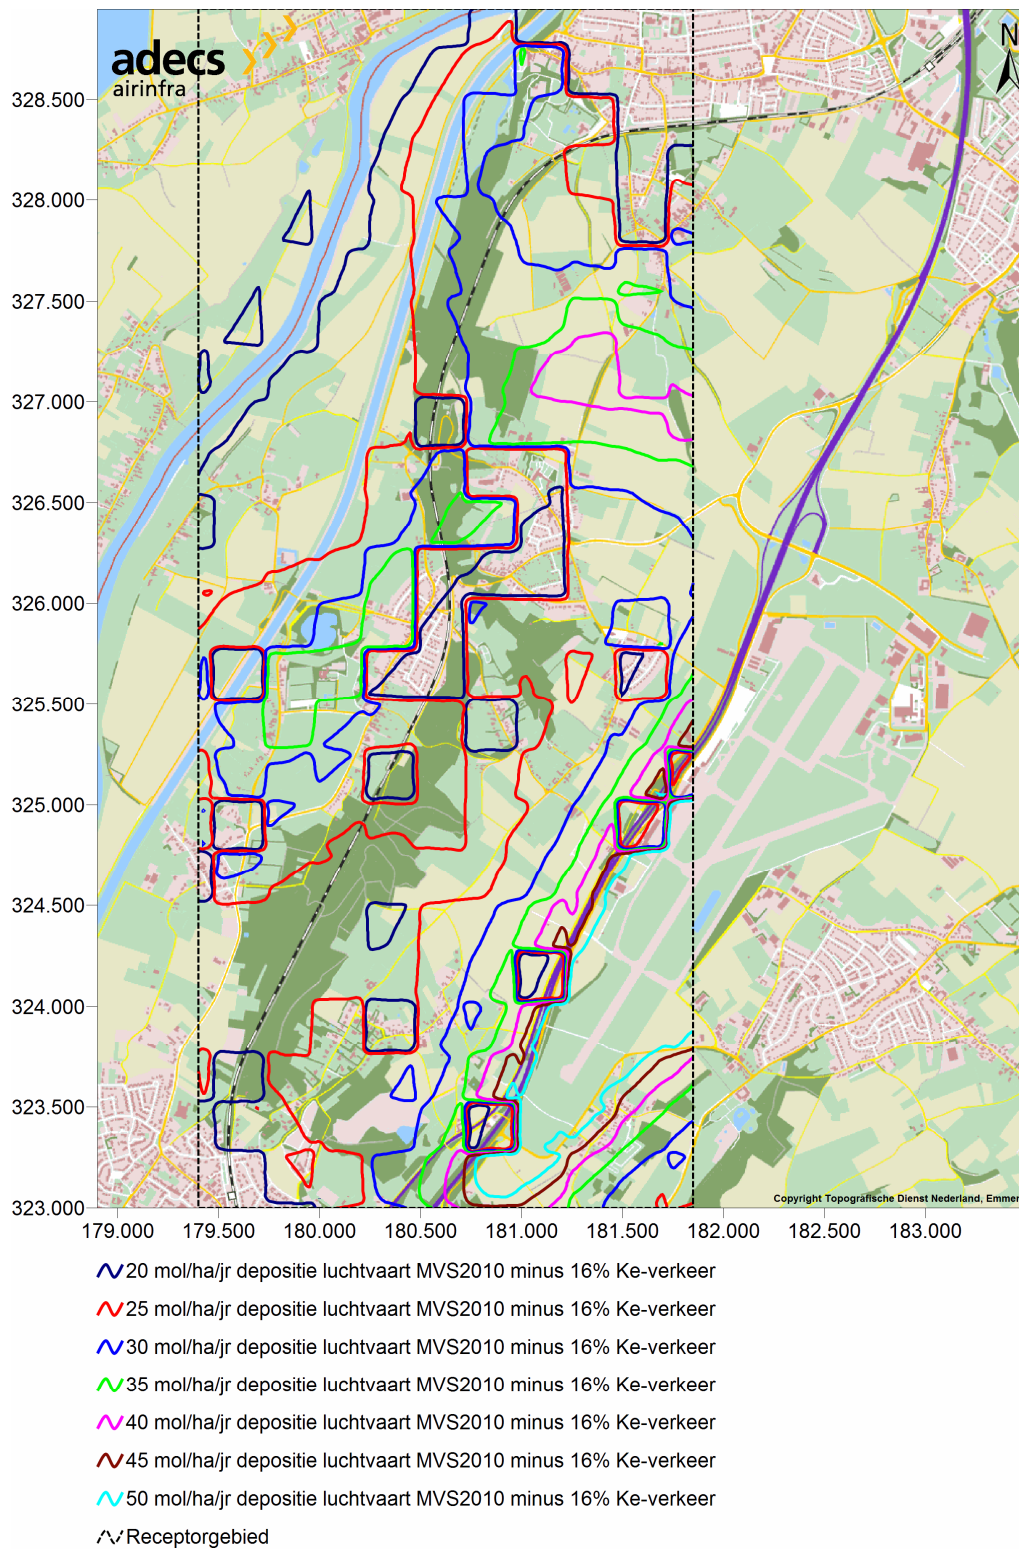 adecs
airinfra
N
328.500
328.000
327.500
327.000
326.500
326.000
325.500
325.000
324.500
324.000
323.500
323.000
Copyright Topografische Dienst Nederland, Emmen
179.000 179.500 180.000 180.500 181.000 181.500 182.000 182.500 183.000
20 mol/ha/jr depositie luchtvaart MVS2010 minus 16% Ke-verkeer
25 mol/ha/jr depositie luchtvaart MVS2010 minus 16% Ke-verkeer
30 mol/ha/jr depositie luchtvaart MVS2010 minus 16% Ke-verkeer
35 mol/ha/jr depositie luchtvaart MVS2010 minus 16% Ke-verkeer
40 mol/ha/jr depositie luchtvaart MVS2010 minus 16% Ke-verkeer
45 mol/ha/jr depositie luchtvaart MVS2010 minus 16% Ke-verkeer
50 mol/ha/jr depositie luchtvaart MVS2010 minus 16% Ke-verkeer
Receptorgebied